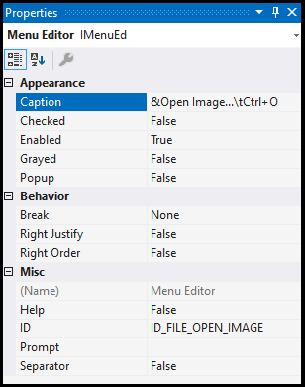 Properties
Menu Editor IMenuEd
Appearance
Caption &Open Image...\tCtrl+O
Checked False
Enabled True
Grayed False
Popup False
Behavior
Break None
Right Justify False
Right Order False
Misc
(Name) Menu Editor
Help False
ID ID_FILE_OPEN_IMAGE
Prompt
Separator False